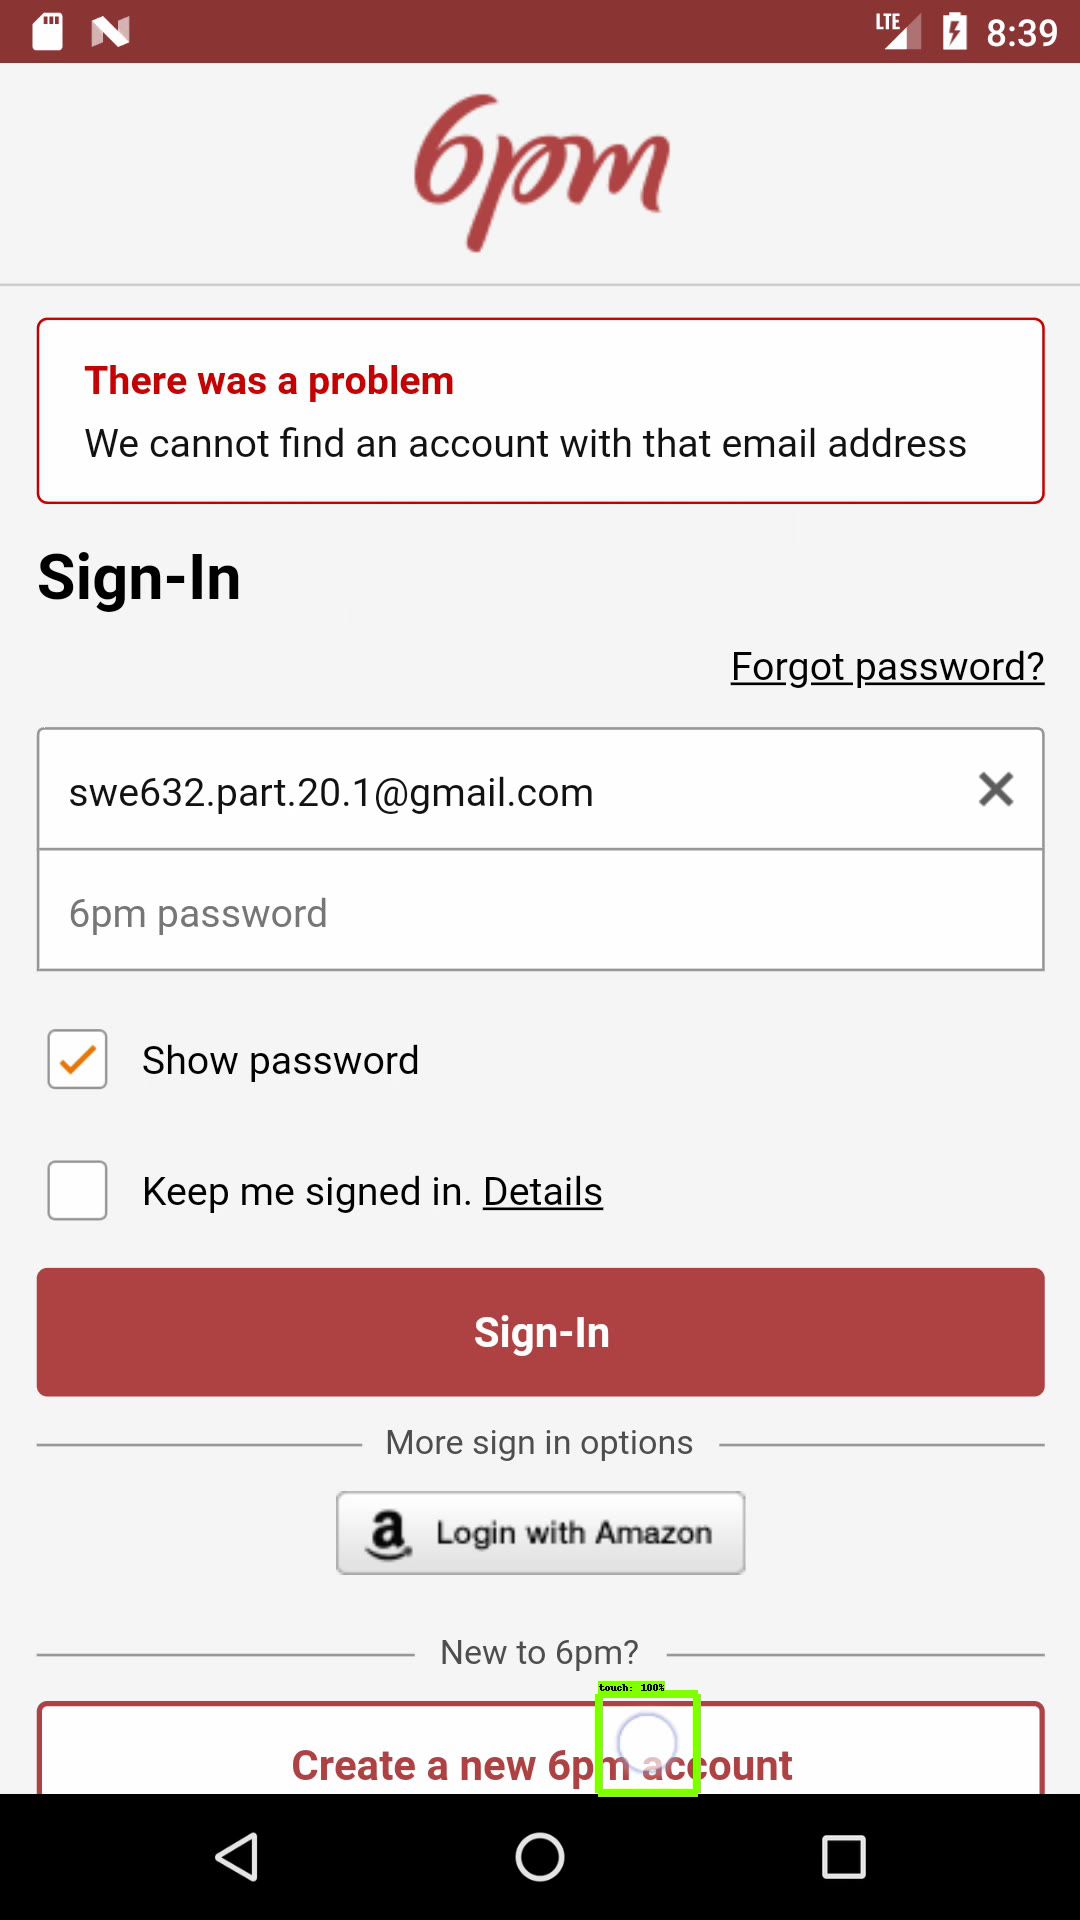 LTE 8:39
6pm
There was a problem
We cannot find an account with that email address
Sign-In
Forgot password?
swe632.part.20.1@gmail.com
6pm password
Show password
Keep me signed in. Details
Sign-In
More sign in options
a Login with Amazon
New to 6pm?
touch: 100%
Create a new 6pm account